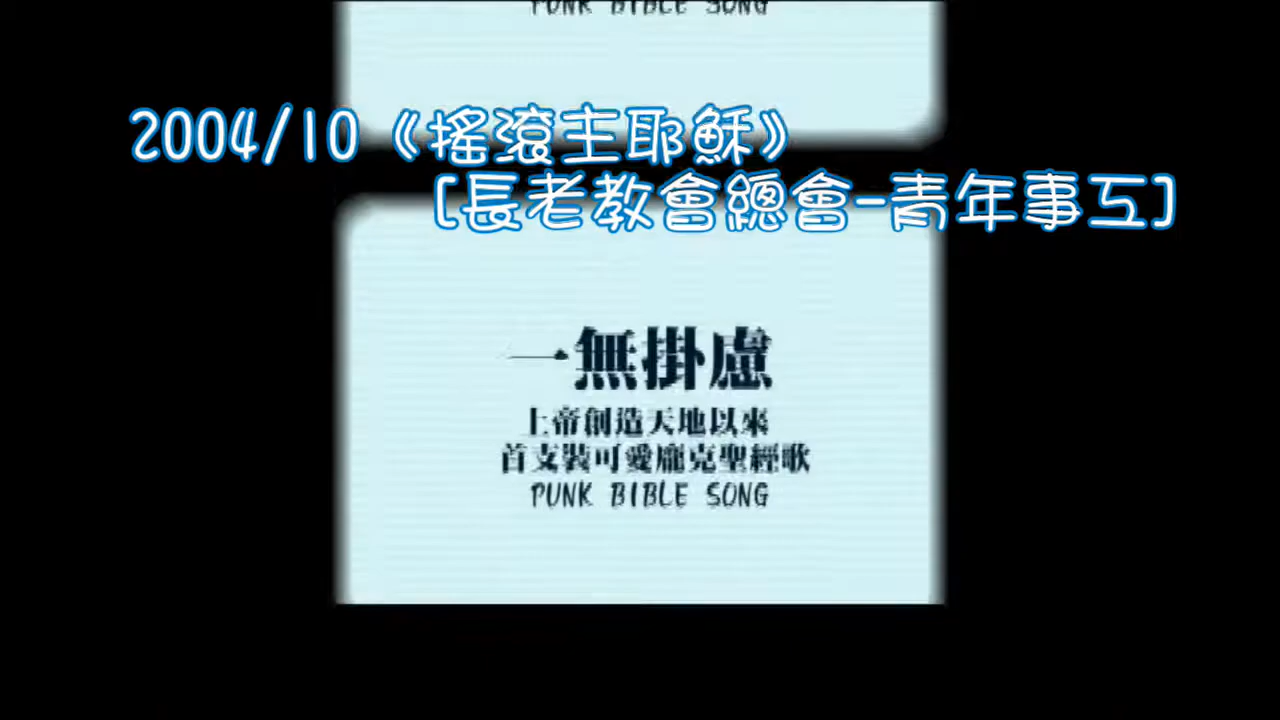 PUNK BIBLE SONG
2004/10《搖滾主耶穌》
[長老教會總會-青年事工]
一無掛慮
上帝創造天地以來
首支裝可愛龐克聖經歌
PUNK BIBLE SONG